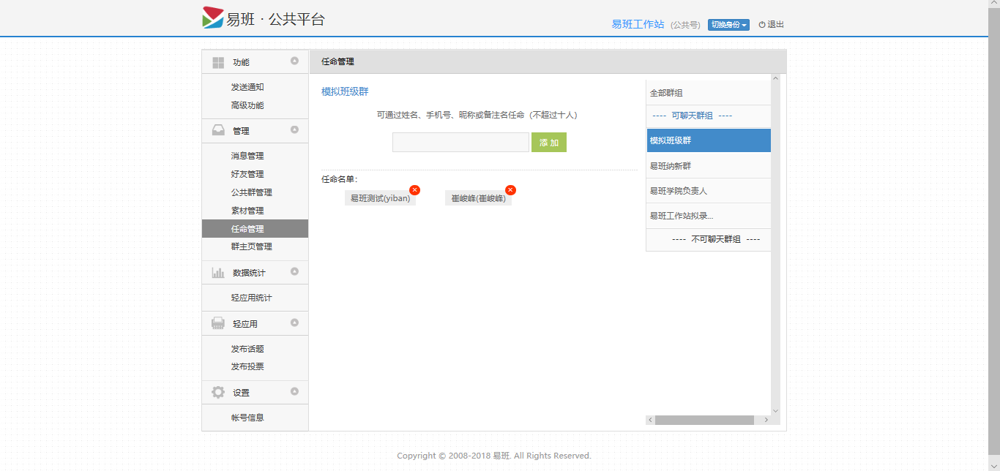 易班 · 公共平台
易班工作站 (公共号) 切换身份 退出
功能
发送通知
高级功能
管理
消息管理
好友管理
公共群管理
素材管理
任命管理
群主页管理
数据统计
轻应用统计
轻应用
发布话题
发布投票
设置
帐号信息
任命管理
模拟班级群
可通过姓名、手机号、昵称或备注名任命（不超过十人）
添 加
任命名单：
易班测试(yiban) 崔峻峰(崔峻峰)
全部群组
---- 可聊天群组 ----
模拟班级群
易班纳新群
易班学院负责人
易班工作站拟录...
---- 不可聊天群组 ----
Copyright © 2008-2018 易班. All Rights Reserved.